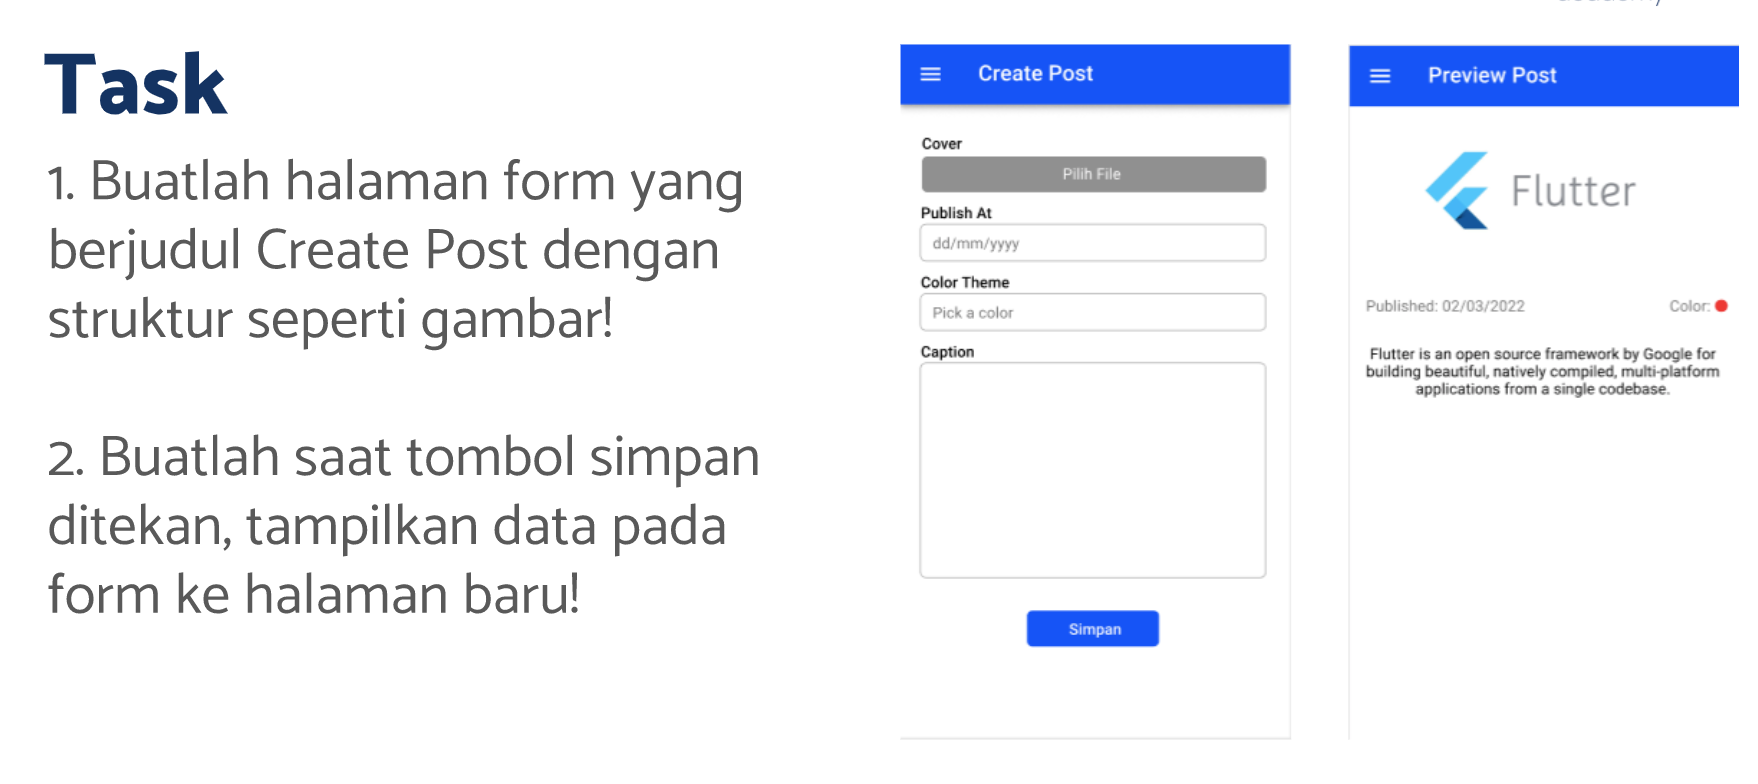 Task
1. Buatlah halaman form yang
berjudul Create Post dengan
struktur seperti gambar!
2. Buatlah saat tombol simpan
ditekan, tampilkan data pada
form ke halaman baru!
Create Post
Cover
Pilih File
Publish At
dd/mm/yyyy
Color Theme
Pick a color
Caption
Simpan
Preview Post
Flutter
Published: 02/03/2022
Color:
Flutter is an open source framework by Google for
building beautiful, natively compiled, multi-platform
applications from a single codebase.